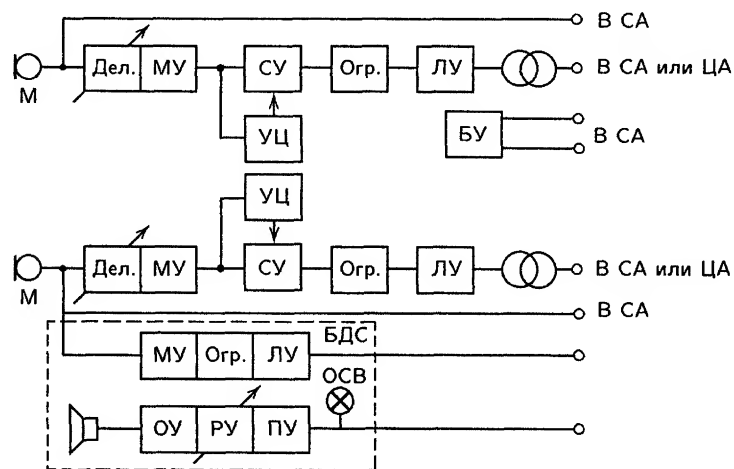 В СА
М Дел. МУ СУ Огр. ЛУ В СА или ЦА
УЦ БУ В СА
УЦ
М Дел. МУ СУ Огр. ЛУ В СА или ЦА
В СА
БДС
МУ Огр. ЛУ
ОСВ
ОУ РУ ПУ